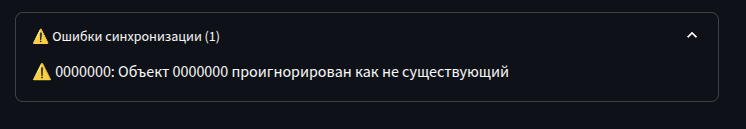 ⚠️ Ошибки синхронизации (1)
⚠️ 0000000: Объект 0000000 проигнорирован как не существующий